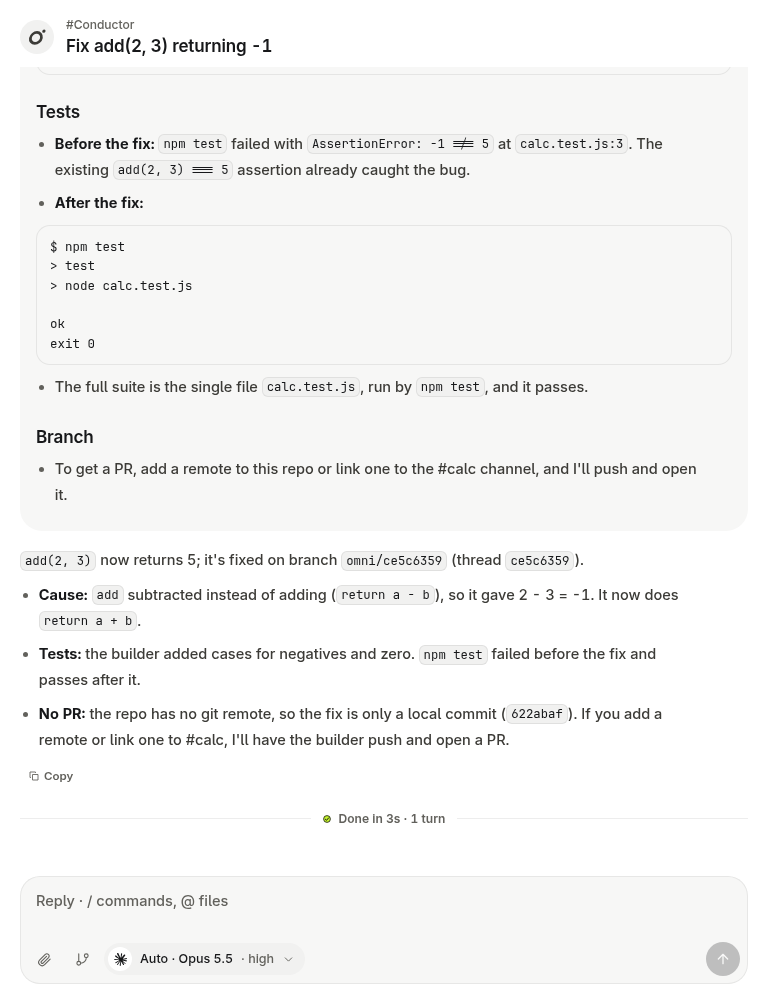 #Conductor
Fix add(2, 3) returning -1
Tests
• Before the fix: npm test failed with AssertionError: -1 !== 5 at calc.test.js:3. The
existing add(2, 3) === 5 assertion already caught the bug.
• After the fix:
$ npm test
> test
> node calc.test.js
ok
exit 0
• The full suite is the single file calc.test.js, run by npm test, and it passes.
Branch
• To get a PR, add a remote to this repo or link one to the #calc channel, and I'll push and open
it.
add(2, 3) now returns 5; it's fixed on branch omni/ce5c6359 (thread ce5c6359).
• Cause: add subtracted instead of adding (return a - b), so it gave 2 - 3 = -1. It now does
return a + b.
• Tests: the builder added cases for negatives and zero. npm test failed before the fix and
passes after it.
• No PR: the repo has no git remote, so the fix is only a local commit (622abaf). If you add a
remote or link one to #calc, I'll have the builder push and open a PR.
Copy
Done in 3s · 1 turn
Reply · / commands, @ files
Auto · Opus 5.5 · high